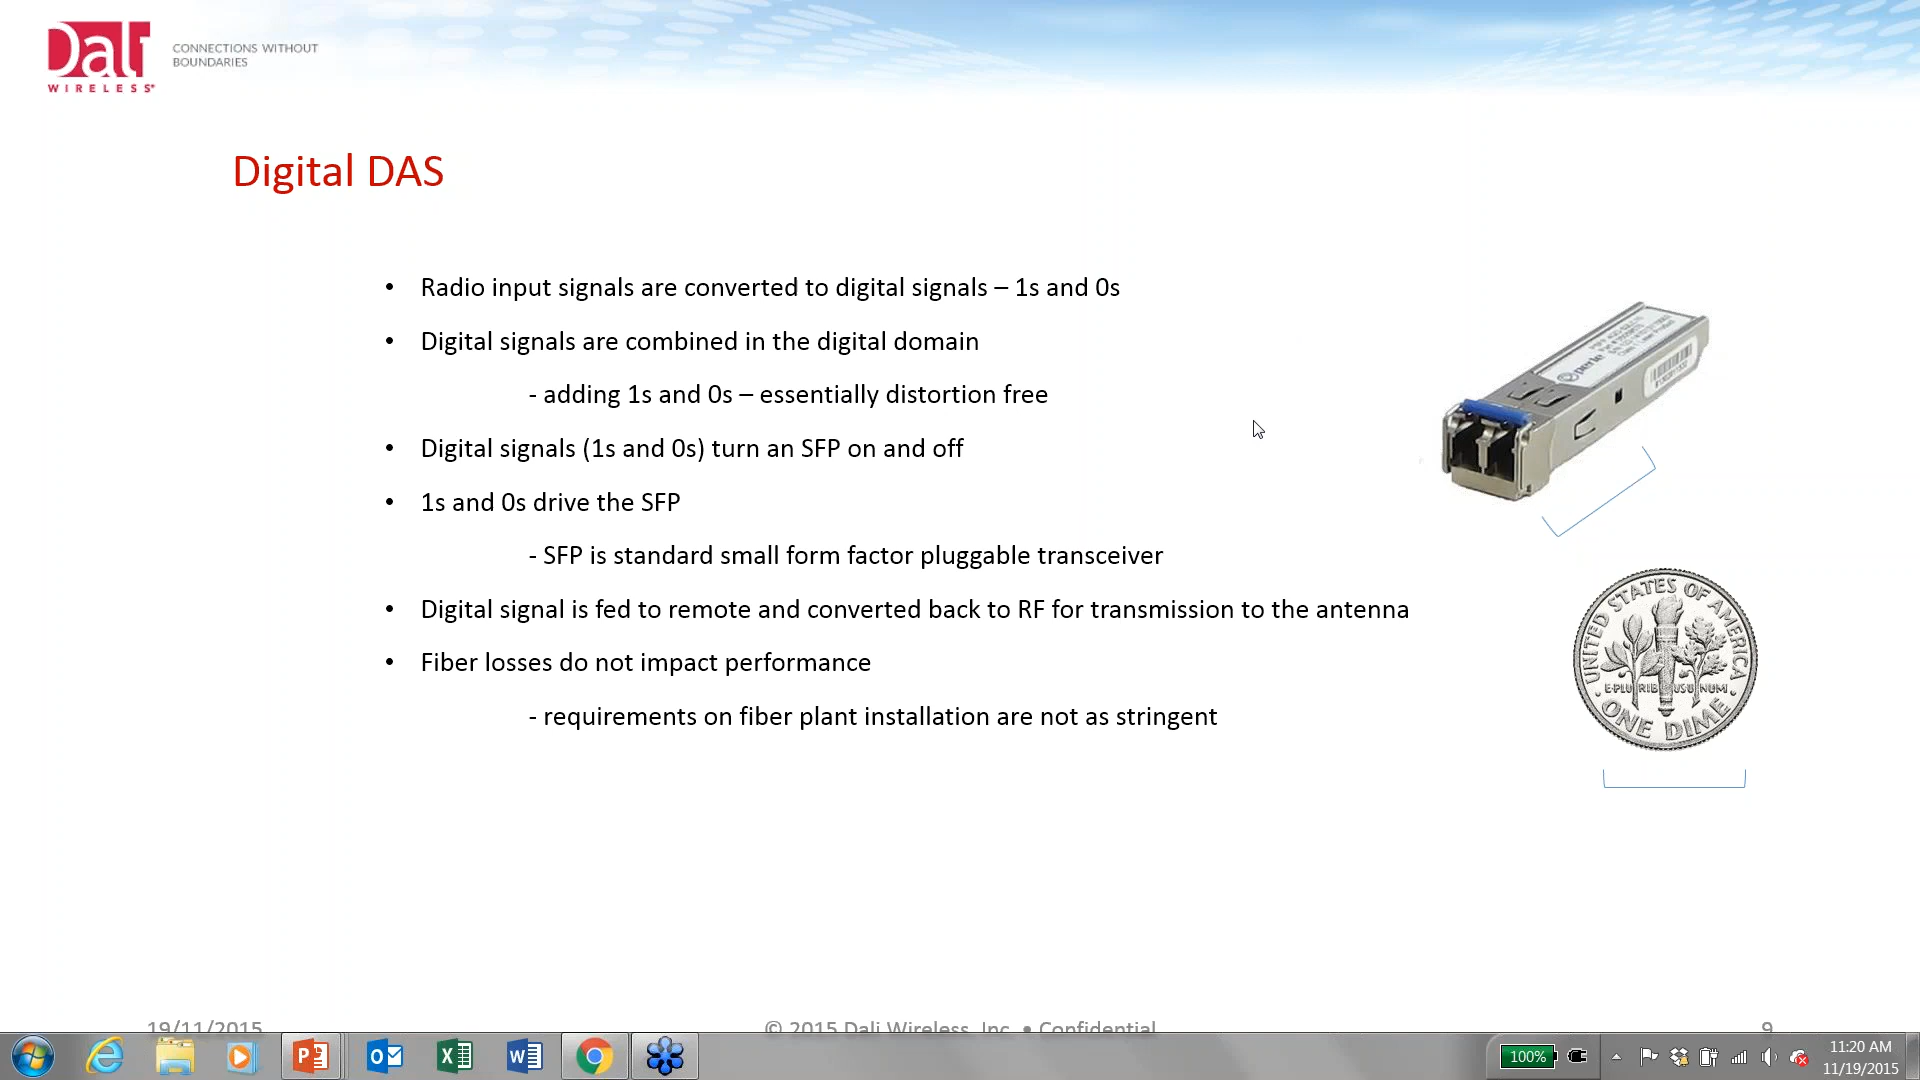 Dali
WIRELESS
CONNECTIONS WITHOUT
BOUNDARIES
Digital DAS
• Radio input signals are converted to digital signals – 1s and 0s
• Digital signals are combined in the digital domain
- adding 1s and 0s – essentially distortion free
• Digital signals (1s and 0s) turn an SFP on and off
• 1s and 0s drive the SFP
- SFP is standard small form factor pluggable transceiver
• Digital signal is fed to remote and converted back to RF for transmission to the antenna
• Fiber losses do not impact performance
- requirements on fiber plant installation are not as stringent
perle
UNITED STATES OF AMERICA
E PLURIBUS UNUM
ONE DIME
19/11/2015
© 2015 Dali Wireless, Inc. • Confidential
9
100%
11:20 AM
11/19/2015